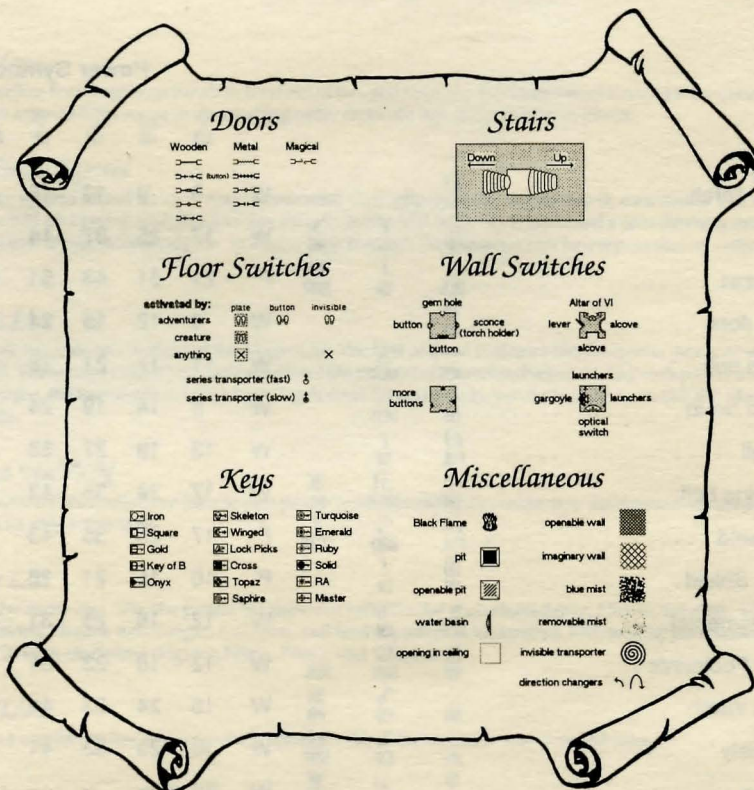 Doors
Wooden Metal Magical
(button)
Stairs
Down Up
Floor Switches
activated by: plate button invisible
adventurers
creature
anything
series transporter (fast)
series transporter (slow)
Wall Switches
gem hole
button
sconce
(torch holder)
button
Altar of VI
lever alcove
alcove
more
buttons
launchers
gargoyle launchers
optical
switch
Keys
Iron
Square
Gold
Key of B
Onyx
Skeleton
Winged
Lock Picks
Cross
Topaz
Saphire
Turquoise
Emerald
Ruby
Solid
RA
Master
Miscellaneous
Black Flame
pit
openable pit
water basin
opening in ceiling
openable wall
imaginary wall
blue mist
removable mist
invisible transporter
direction changers